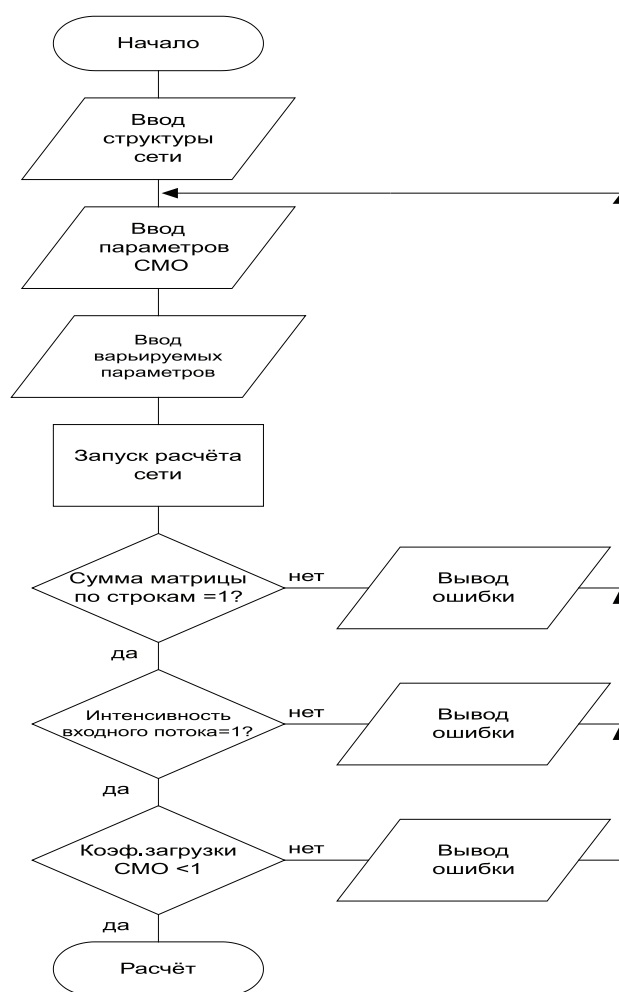 Начало
Ввод
структуры
сети
Ввод
параметров
СМО
Ввод
варьируемых
параметров
Запуск расчёта
сети
Сумма матрицы
по строкам =1?
нет
Вывод
ошибки
да
Интенсивность
входного потока=1?
нет
Вывод
ошибки
да
Коэф.загрузки
СМО <1
нет
Вывод
ошибки
да
Расчёт